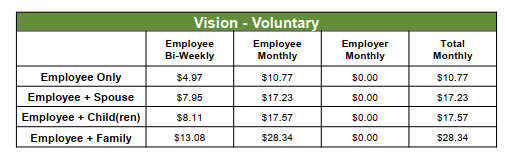 Vision - Voluntary
Employee Bi-Weekly Employee Monthly Employer Monthly Total Monthly
Employee Only $4.97 $10.77 $0.00 $10.77
Employee + Spouse $7.95 $17.23 $0.00 $17.23
Employee + Child(ren) $8.11 $17.57 $0.00 $17.57
Employee + Family $13.08 $28.34 $0.00 $28.34